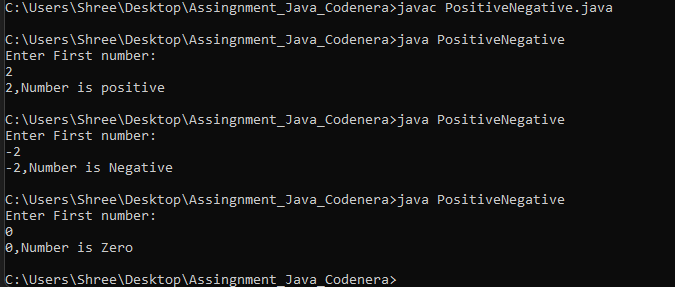 C:\Users\Shree\Desktop\Assingnment_Java_Codenera>javac PositiveNegative.java
C:\Users\Shree\Desktop\Assingnment_Java_Codenera>java PositiveNegative
Enter First number:
2
2,Number is positive
C:\Users\Shree\Desktop\Assingnment_Java_Codenera>java PositiveNegative
Enter First number:
-2
-2,Number is Negative
C:\Users\Shree\Desktop\Assingnment_Java_Codenera>java PositiveNegative
Enter First number:
0
0,Number is Zero
C:\Users\Shree\Desktop\Assingnment_Java_Codenera>